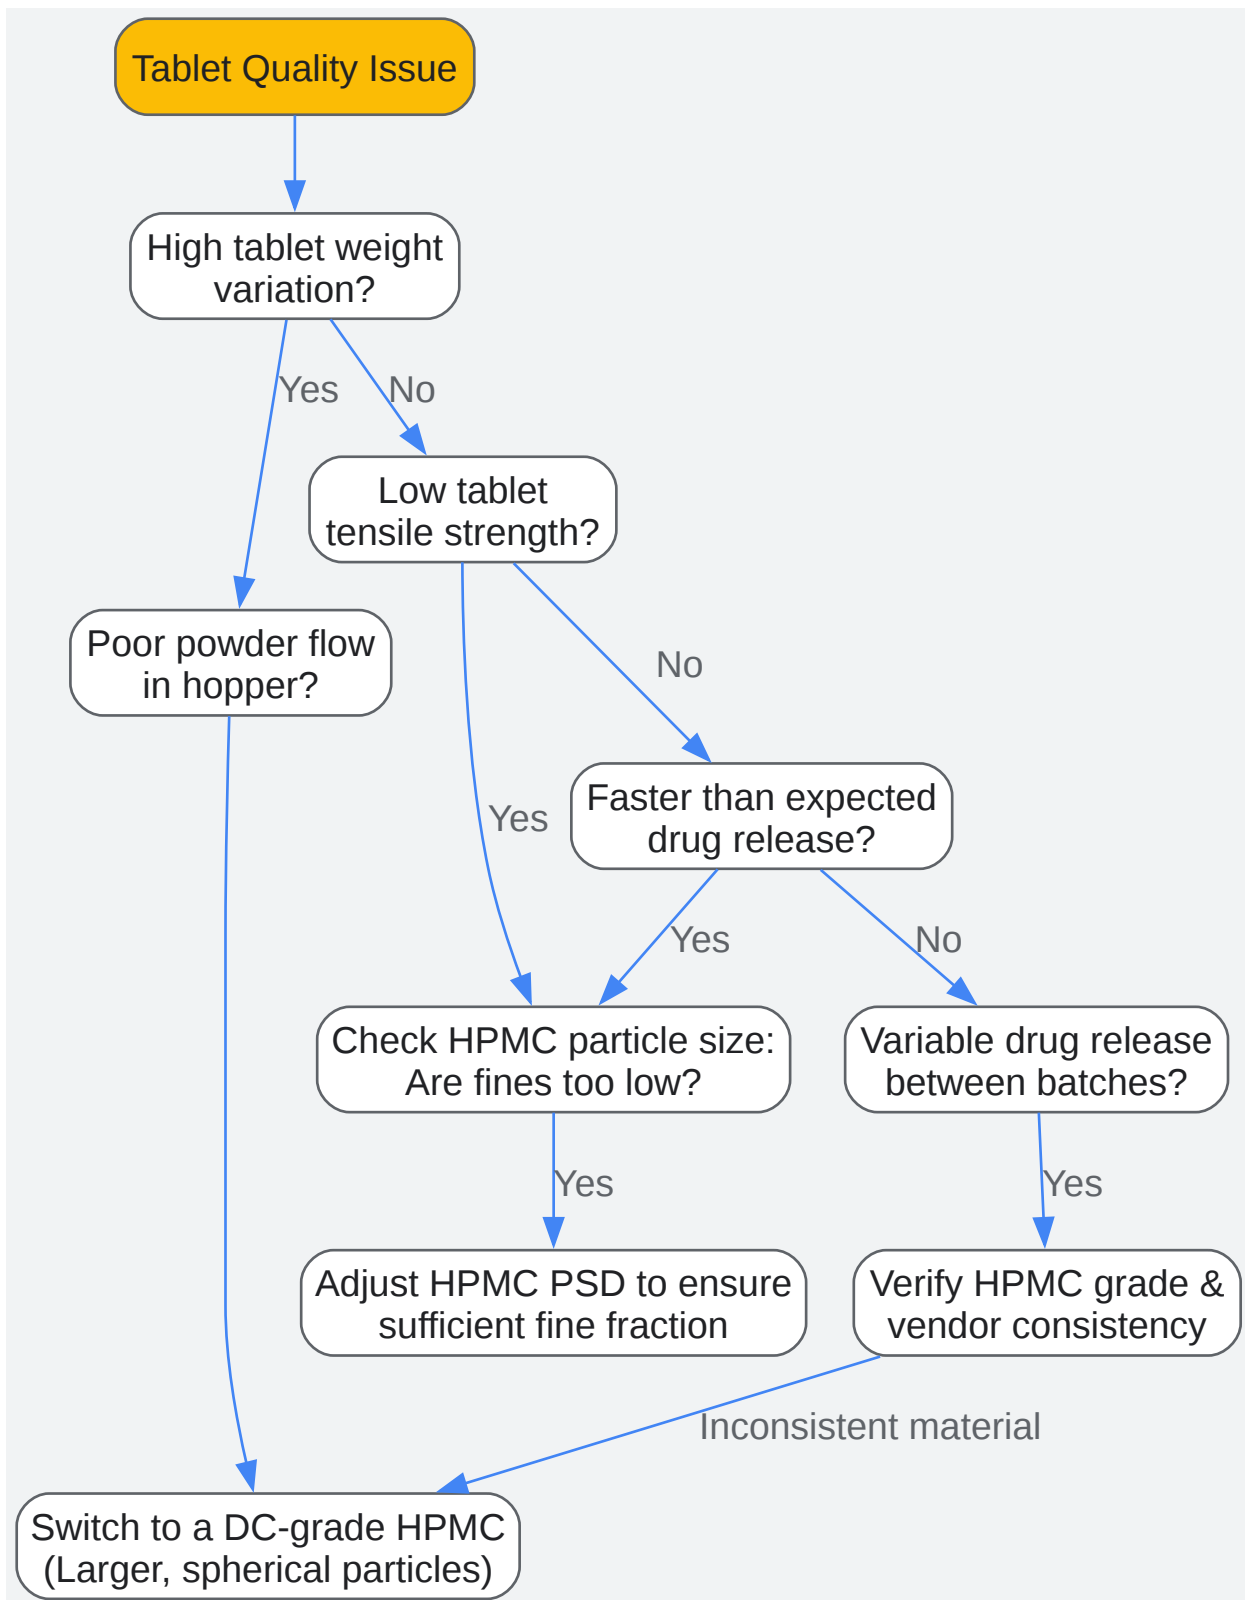 Tablet Quality Issue
High tablet weight
variation?
Yes
No
Low tablet
tensile strength?
Poor powder flow
in hopper?
No
Yes
Faster than expected
drug release?
Yes
No
Check HPMC particle size:
Are fines too low?
Variable drug release
between batches?
Yes
Yes
Adjust HPMC PSD to ensure
sufficient fine fraction
Verify HPMC grade &
vendor consistency
Inconsistent material
Switch to a DC-grade HPMC
(Larger, spherical particles)